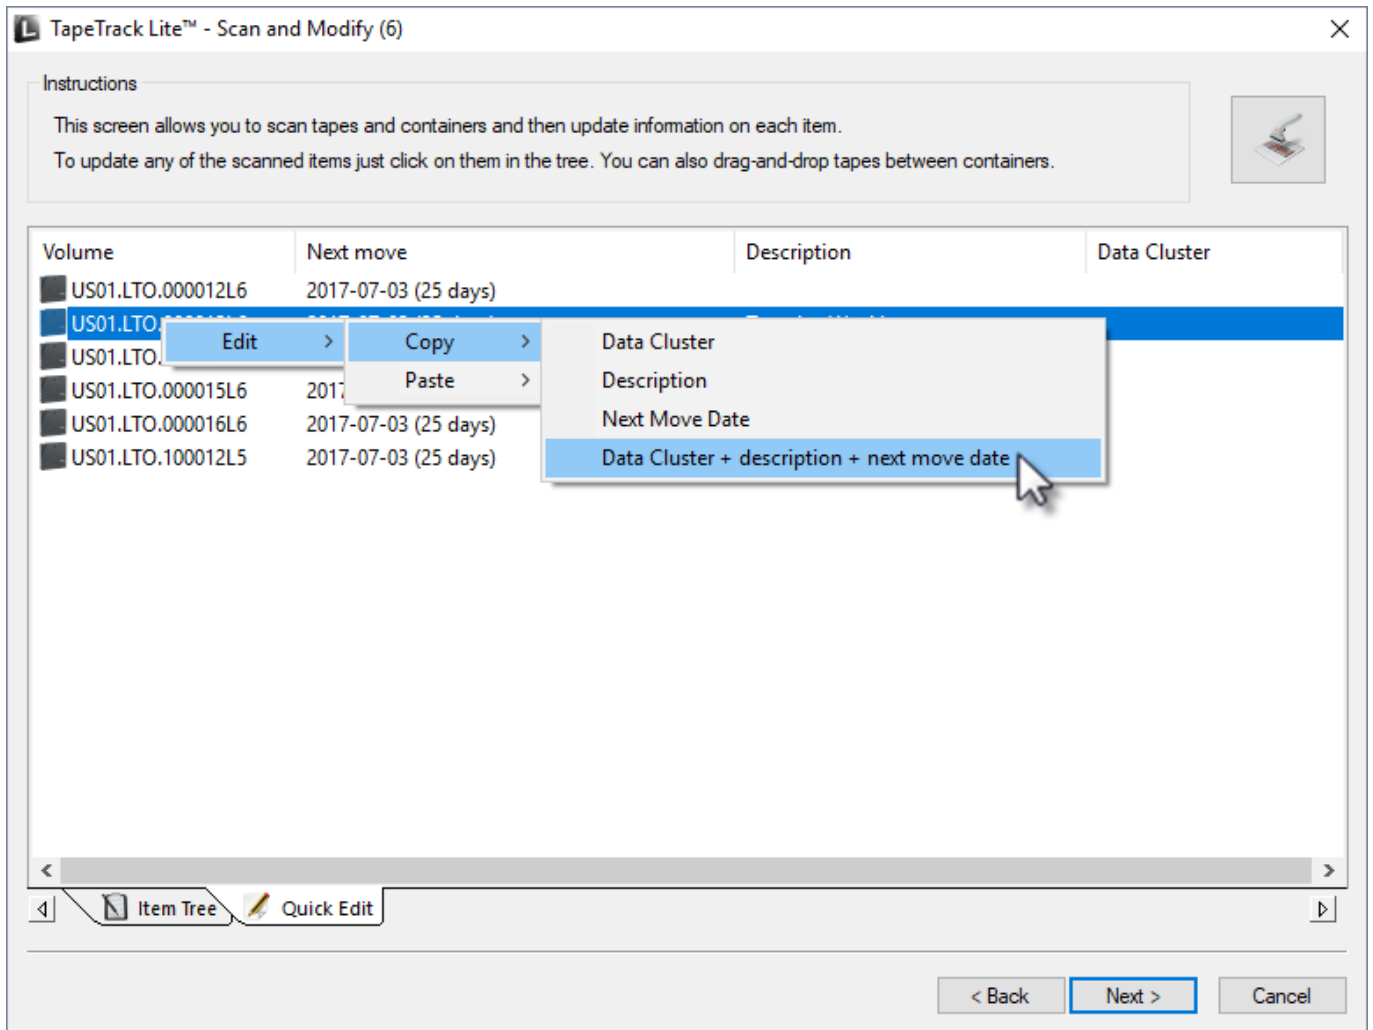 TapeTrack Lite™ - Scan and Modify (6)
Instructions
This screen allows you to scan tapes and containers and then update information on each item.
To update any of the scanned items just click on them in the tree. You can also drag-and-drop tapes between containers.
Volume Next move Description Data Cluster
US01.LTO.000012L6 2017-07-03 (25 days)
US01.LTO.
Edit > Copy > Data Cluster
US01.LTO.
Paste > Description
US01.LTO.000015L6 2017
Next Move Date
US01.LTO.000016L6 2017-07-03 (25 days)
US01.LTO.100012L5 2017-07-03 (25 days) Data Cluster + description + next move date
Item Tree Quick Edit
< Back Next > Cancel